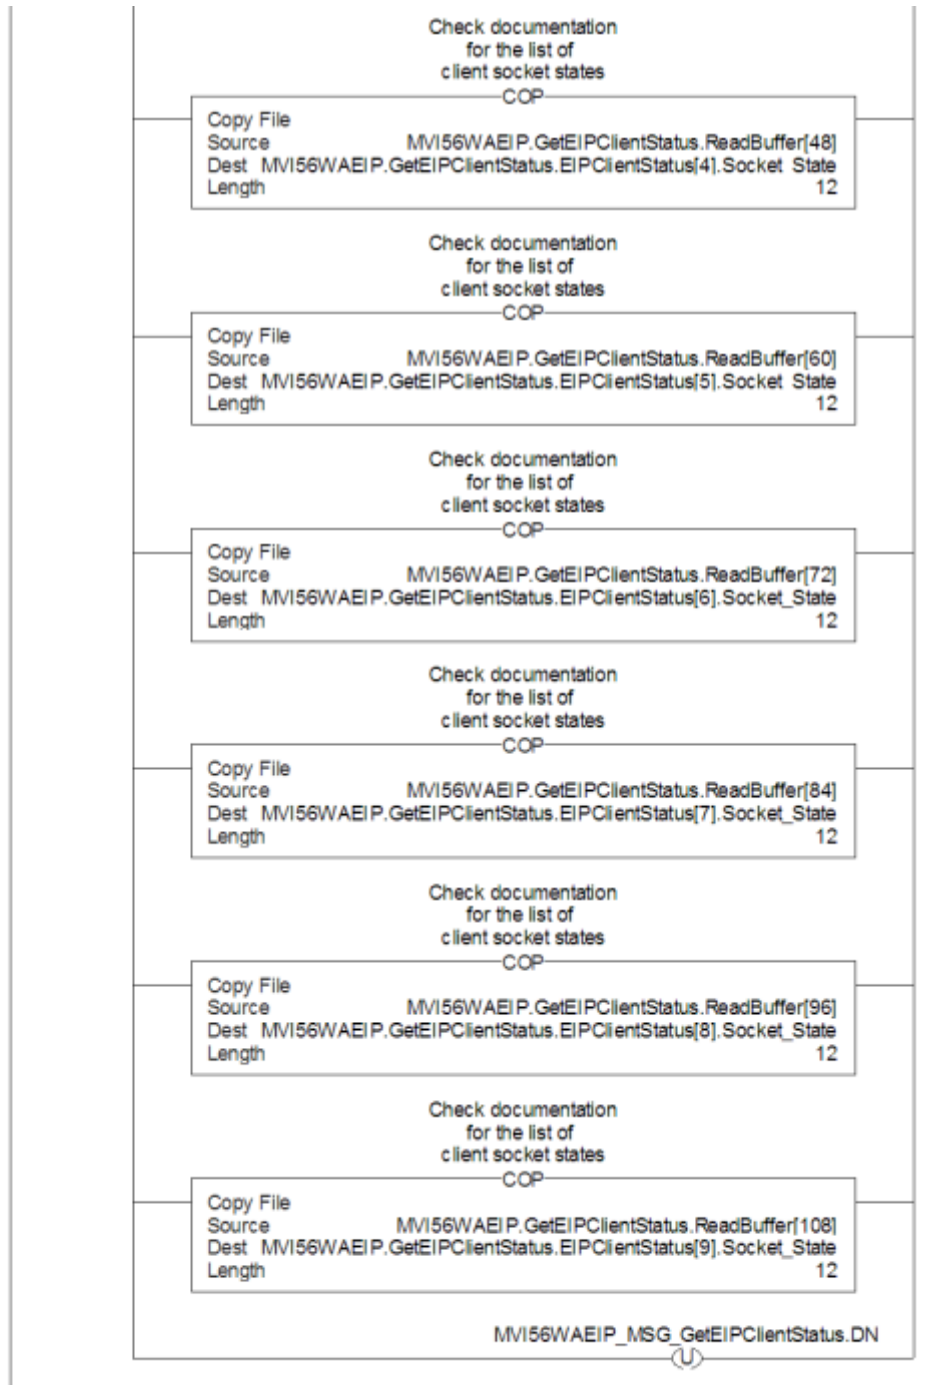 Check documentation
for the list of
client socket states
COP
Copy File
Source MVI56WAEIP.GetEIPClientStatus.ReadBuffer[48]
Dest MVI56WAEIP.GetEIPClientStatus.EIPClientStatus[4].Socket_State
Length 12
Check documentation
for the list of
client socket states
COP
Copy File
Source MVI56WAEIP.GetEIPClientStatus.ReadBuffer[60]
Dest MVI56WAEIP.GetEIPClientStatus.EIPClientStatus[5].Socket_State
Length 12
Check documentation
for the list of
client socket states
COP
Copy File
Source MVI56WAEIP.GetEIPClientStatus.ReadBuffer[72]
Dest MVI56WAEIP.GetEIPClientStatus.EIPClientStatus[6].Socket_State
Length 12
Check documentation
for the list of
client socket states
COP
Copy File
Source MVI56WAEIP.GetEIPClientStatus.ReadBuffer[84]
Dest MVI56WAEIP.GetEIPClientStatus.EIPClientStatus[7].Socket_State
Length 12
Check documentation
for the list of
client socket states
COP
Copy File
Source MVI56WAEIP.GetEIPClientStatus.ReadBuffer[96]
Dest MVI56WAEIP.GetEIPClientStatus.EIPClientStatus[8].Socket_State
Length 12
Check documentation
for the list of
client socket states
COP
Copy File
Source MVI56WAEIP.GetEIPClientStatus.ReadBuffer[108]
Dest MVI56WAEIP.GetEIPClientStatus.EIPClientStatus[9].Socket_State
Length 12
MVI56WAEIP_MSG_GetEIPClientStatus.DN
U